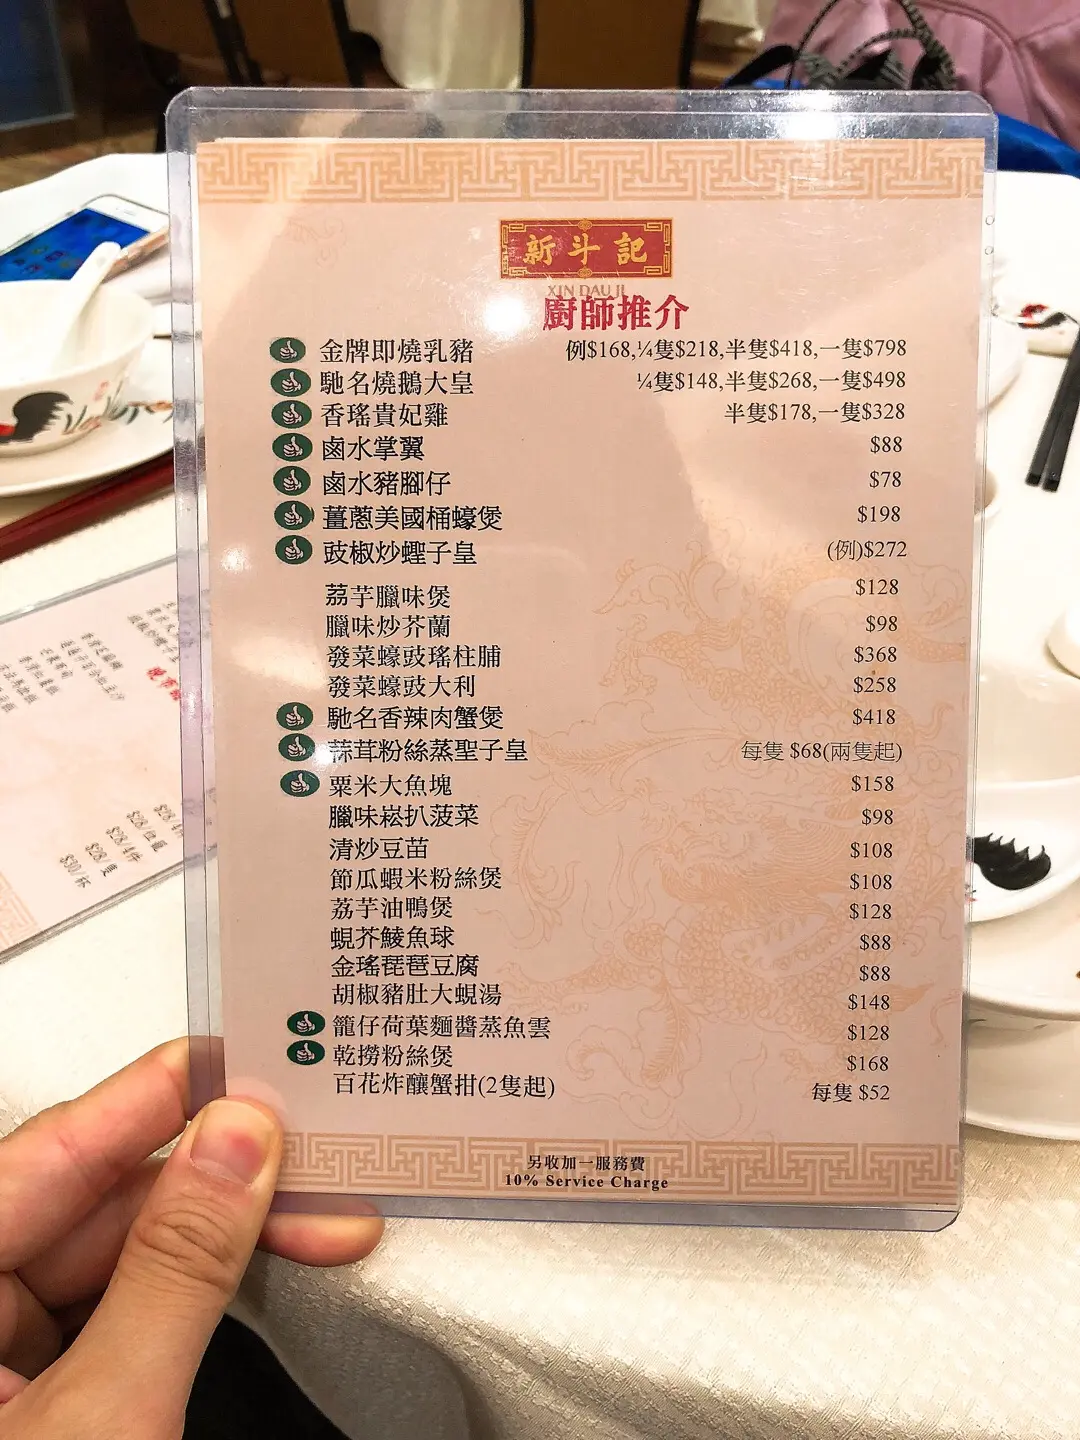 新斗記
XIN DAU JI
廚師推介
金牌即燒乳豬 例$168,¼隻$218,半隻$418,一隻$798
馳名燒鵝大皇 ¼隻$148,半隻$268,一隻$498
香瑤貴妃雞 半隻$178,一隻$328
鹵水掌翼 $88
鹵水豬腳仔 $78
薑蔥美國桶蠔煲 $198
豉椒炒蟶子皇 (例)$272
荔芋臘味煲 $128
臘味炒芥蘭 $98
發菜蠔豉瑤柱脯 $368
發菜蠔豉大利 $258
馳名香辣肉蟹煲 $418
蒜茸粉絲蒸聖子皇 每隻 $68(兩隻起)
粟米大魚塊 $158
臘味崧扒菠菜 $98
清炒豆苗 $108
節瓜蝦米粉絲煲 $108
荔芋油鴨煲 $128
蜆芥鯪魚球 $88
金瑤琵琶豆腐 $88
胡椒豬肚大蜆湯 $148
籠仔荷葉麵醬蒸魚雲 $128
乾撈粉絲煲 $168
百花炸釀蟹拑(2隻起) 每隻 $52
另收加一服務費
10% Service Charge
$28/位
$28/隻
$30/杯